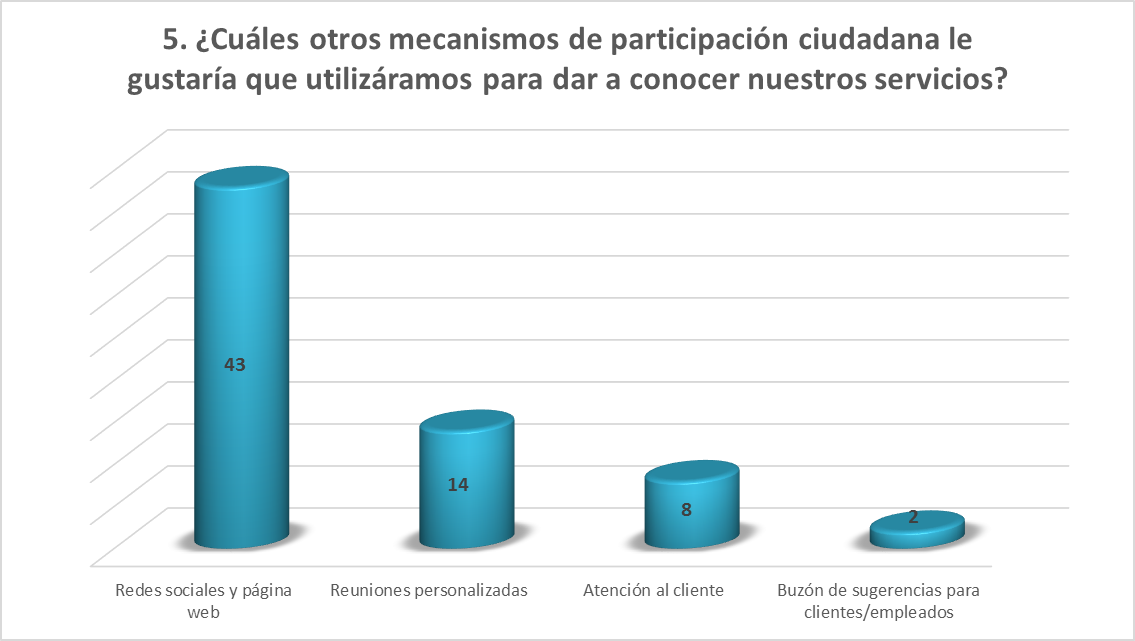 5. ¿Cuáles otros mecanismos de participación ciudadana le
gustaría que utilizáramos para dar a conocer nuestros servicios?
43
14
8
2
Redes sociales y página
web
Reuniones personalizadas
Atención al cliente
Buzón de sugerencias para
clientes/empleados